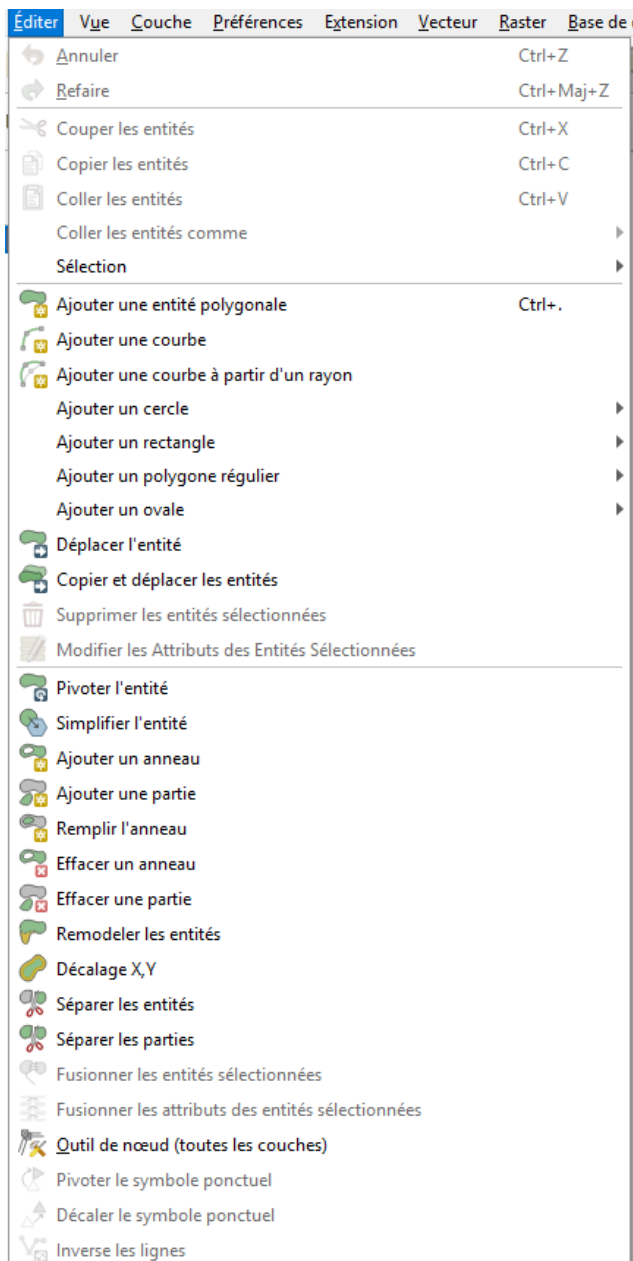 Éditer Vue Couche Préférences Extension Vecteur Raster Base de
Annuler Ctrl+Z
Refaire Ctrl+Maj+Z
Couper les entités Ctrl+X
Copier les entités Ctrl+C
Coller les entités Ctrl+V
Coller les entités comme
Sélection
Ajouter une entité polygonale Ctrl+.
Ajouter une courbe
Ajouter une courbe à partir d'un rayon
Ajouter un cercle
Ajouter un rectangle
Ajouter un polygone régulier
Ajouter un ovale
Déplacer l'entité
Copier et déplacer les entités
Supprimer les entités sélectionnées
Modifier les Attributs des Entités Sélectionnées
Pivoter l'entité
Simplifier l'entité
Ajouter un anneau
Ajouter une partie
Remplir l'anneau
Effacer un anneau
Effacer une partie
Remodeler les entités
Décalage X,Y
Séparer les entités
Séparer les parties
Fusionner les entités sélectionnées
Fusionner les attributs des entités sélectionnées
Outil de nœud (toutes les couches)
Pivoter le symbole ponctuel
Décaler le symbole ponctuel
Inverse les lignes